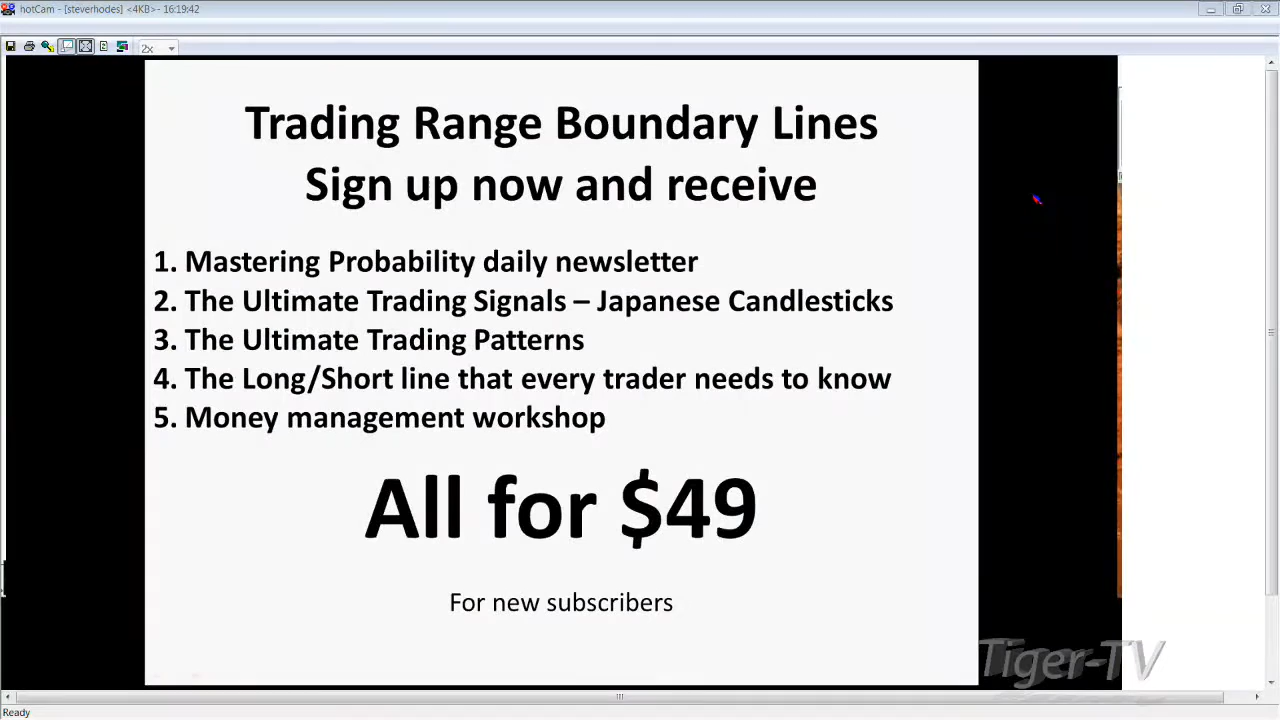 hotCam - [steverhodes] <4KB> - 16:19:42
2x
Trading Range Boundary Lines
Sign up now and receive
1. Mastering Probability daily newsletter
2. The Ultimate Trading Signals – Japanese Candlesticks
3. The Ultimate Trading Patterns
4. The Long/Short line that every trader needs to know
5. Money management workshop
All for $49
For new subscribers
Tiger-TV
Ready